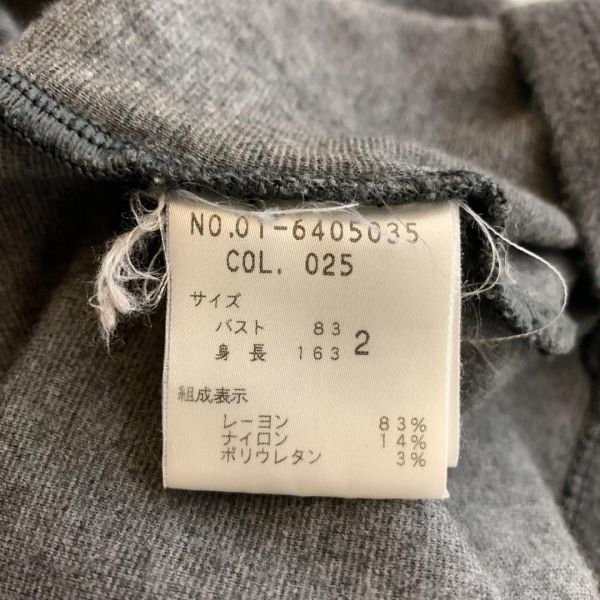 NO.01-6405035
COL. 025
サイズ
バスト 83
身長 163 2
組成表示
レーヨン 83%
ナイロン 14%
ポリウレタン 3%